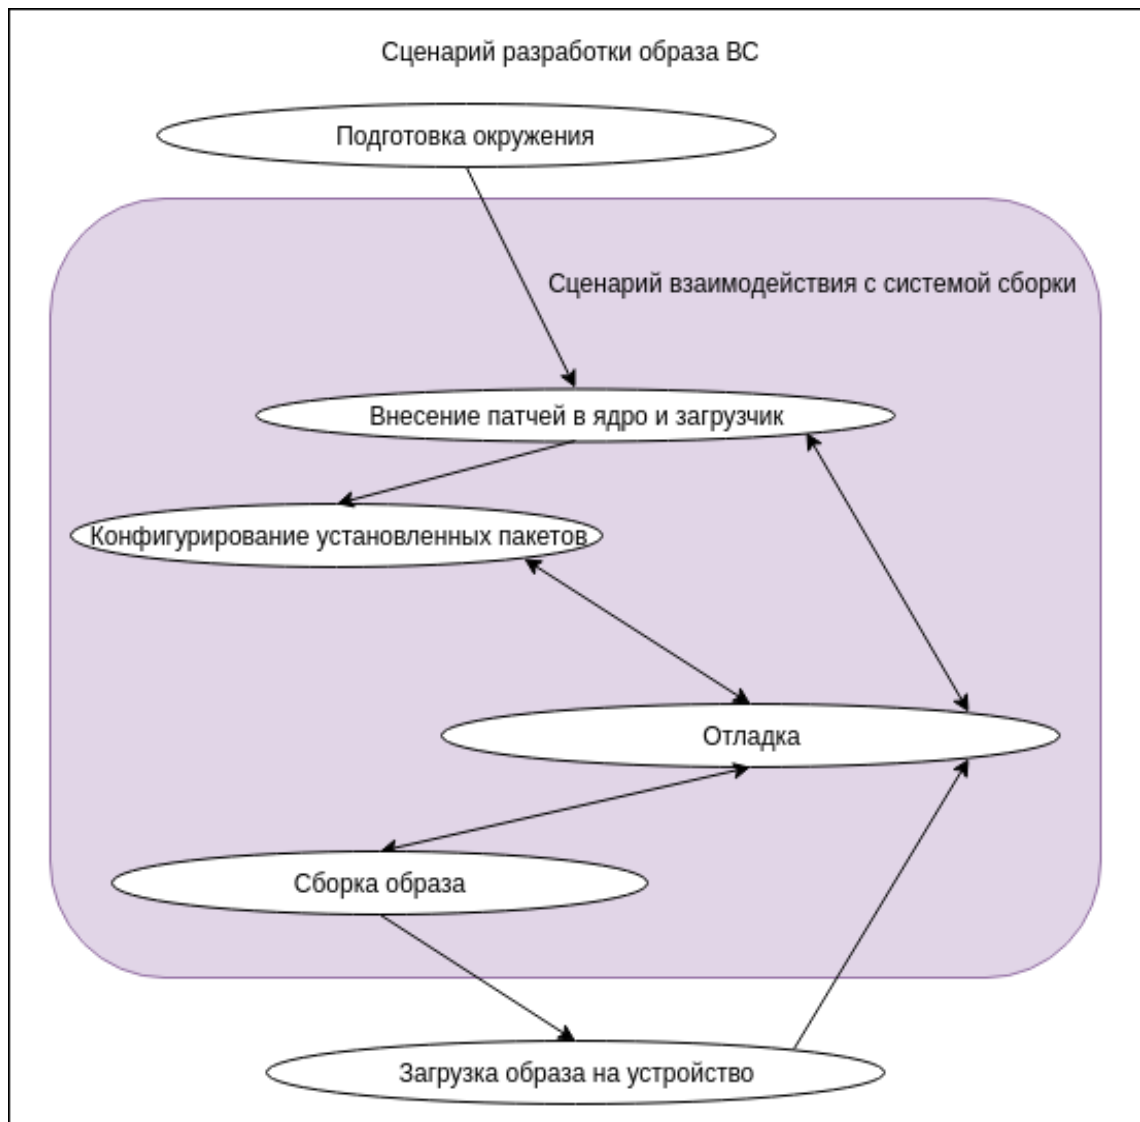 Сценарий разработки образа ВС
Подготовка окружения
Сценарий взаимодействия с системой сборки
Внесение патчей в ядро и загрузчик
Конфигурирование установленных пакетов
Отладка
Сборка образа
Загрузка образа на устройство